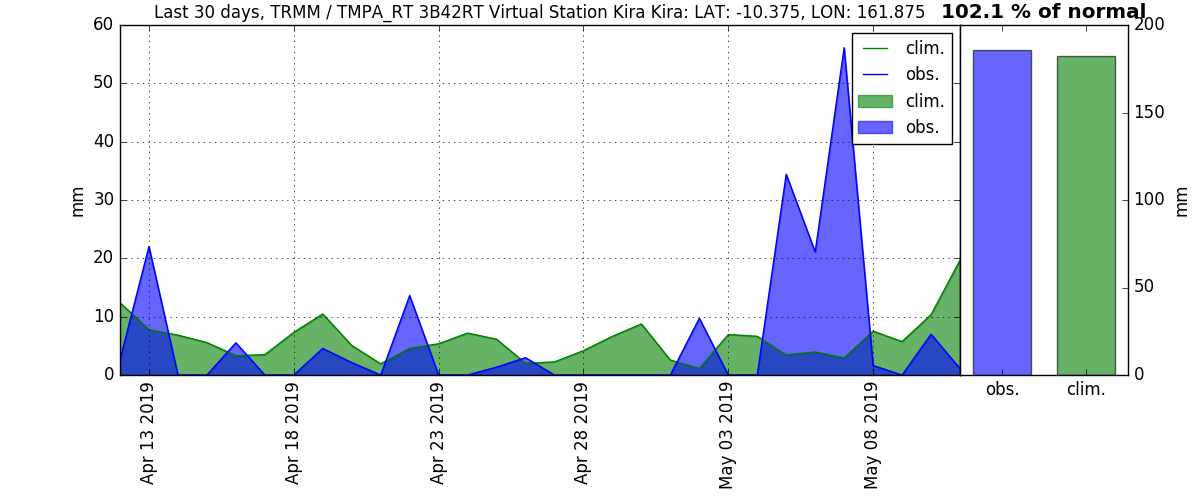 Last 30 days, TRMM / TMPA_RT 3B42RT Virtual Station Kira Kira: LAT: -10.375, LON: 161.875 102.1 % of normal
60
50
40
30
20
10
0
mm
clim.
obs.
clim.
obs.
Apr 13 2019
Apr 18 2019
Apr 23 2019
Apr 28 2019
May 03 2019
May 08 2019
200
150
100
50
0
mm
obs. clim.